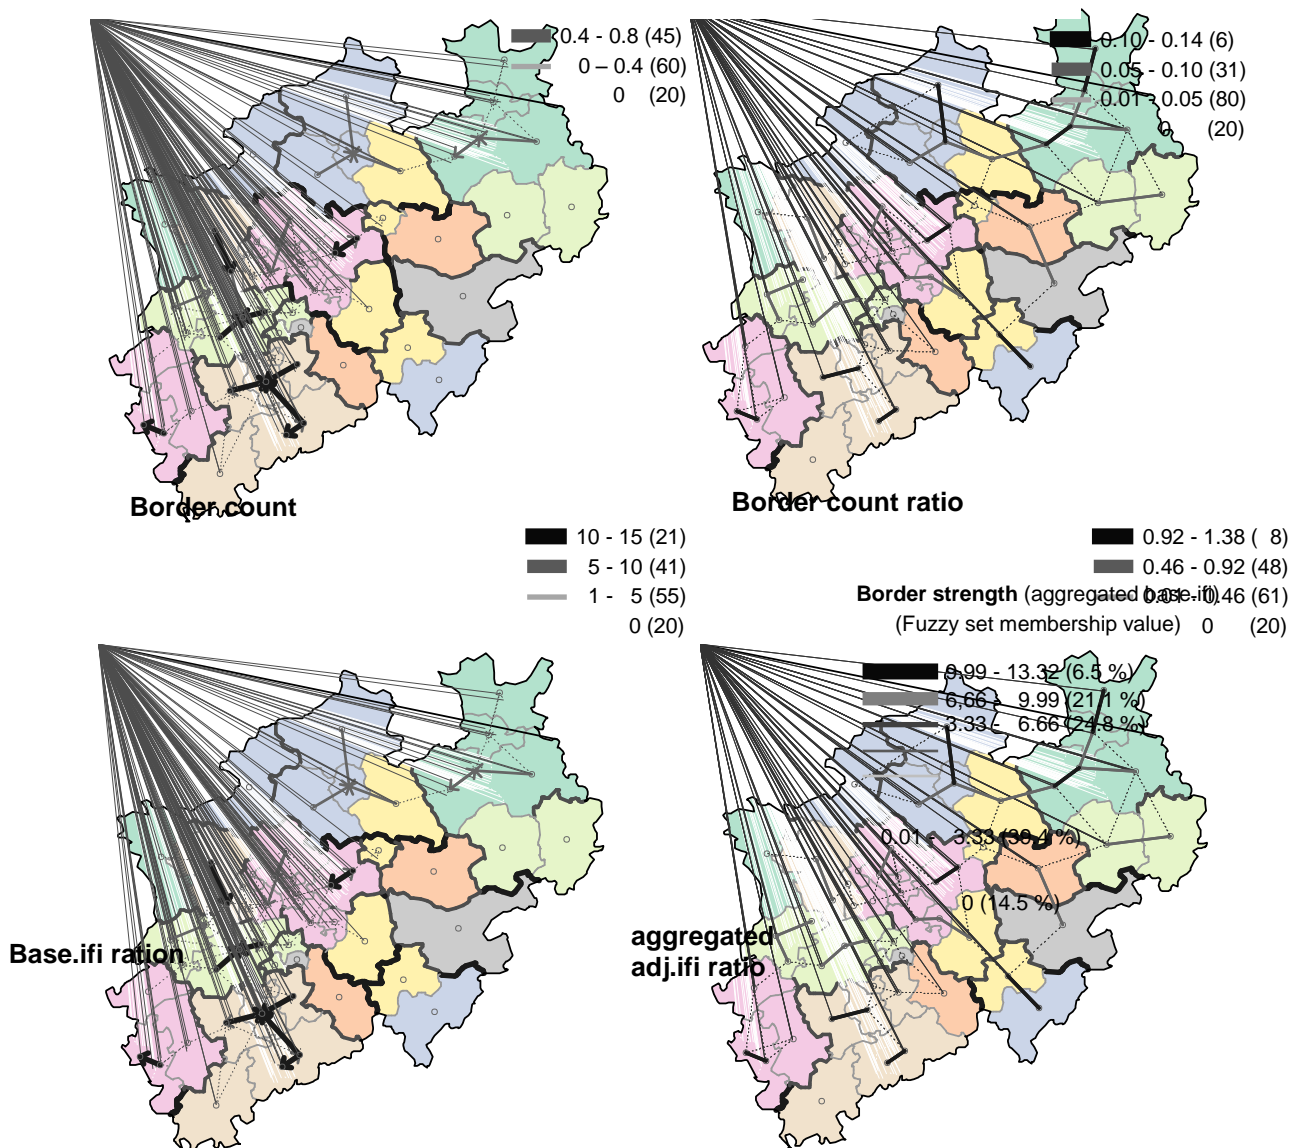 0.4 - 0.8 (45)
0 – 0.4 (60)
0 (20)
0.10 - 0.14 (6)
0.05 - 0.10 (31)
0.01 - 0.05 (80)
0 (20)
Border count
Border count ratio
10 - 15 (21)
5 - 10 (41)
1 - 5 (55)
0 (20)
0.92 - 1.38 ( 8)
0.46 - 0.92 (48)
0.01 - 0.46 (61)
0 (20)
Border strength (aggregated base.ifi)
(Fuzzy set membership value)
9.99 - 13.32 (6.5 %)
6,66 - 9.99 (21,1 %)
3.33 - 6.66 (24.8 %)
0.01 - 3.33 (39.4 %)
0 (14.5 %)
Base.ifi ration
aggregated
adj.ifi ratio